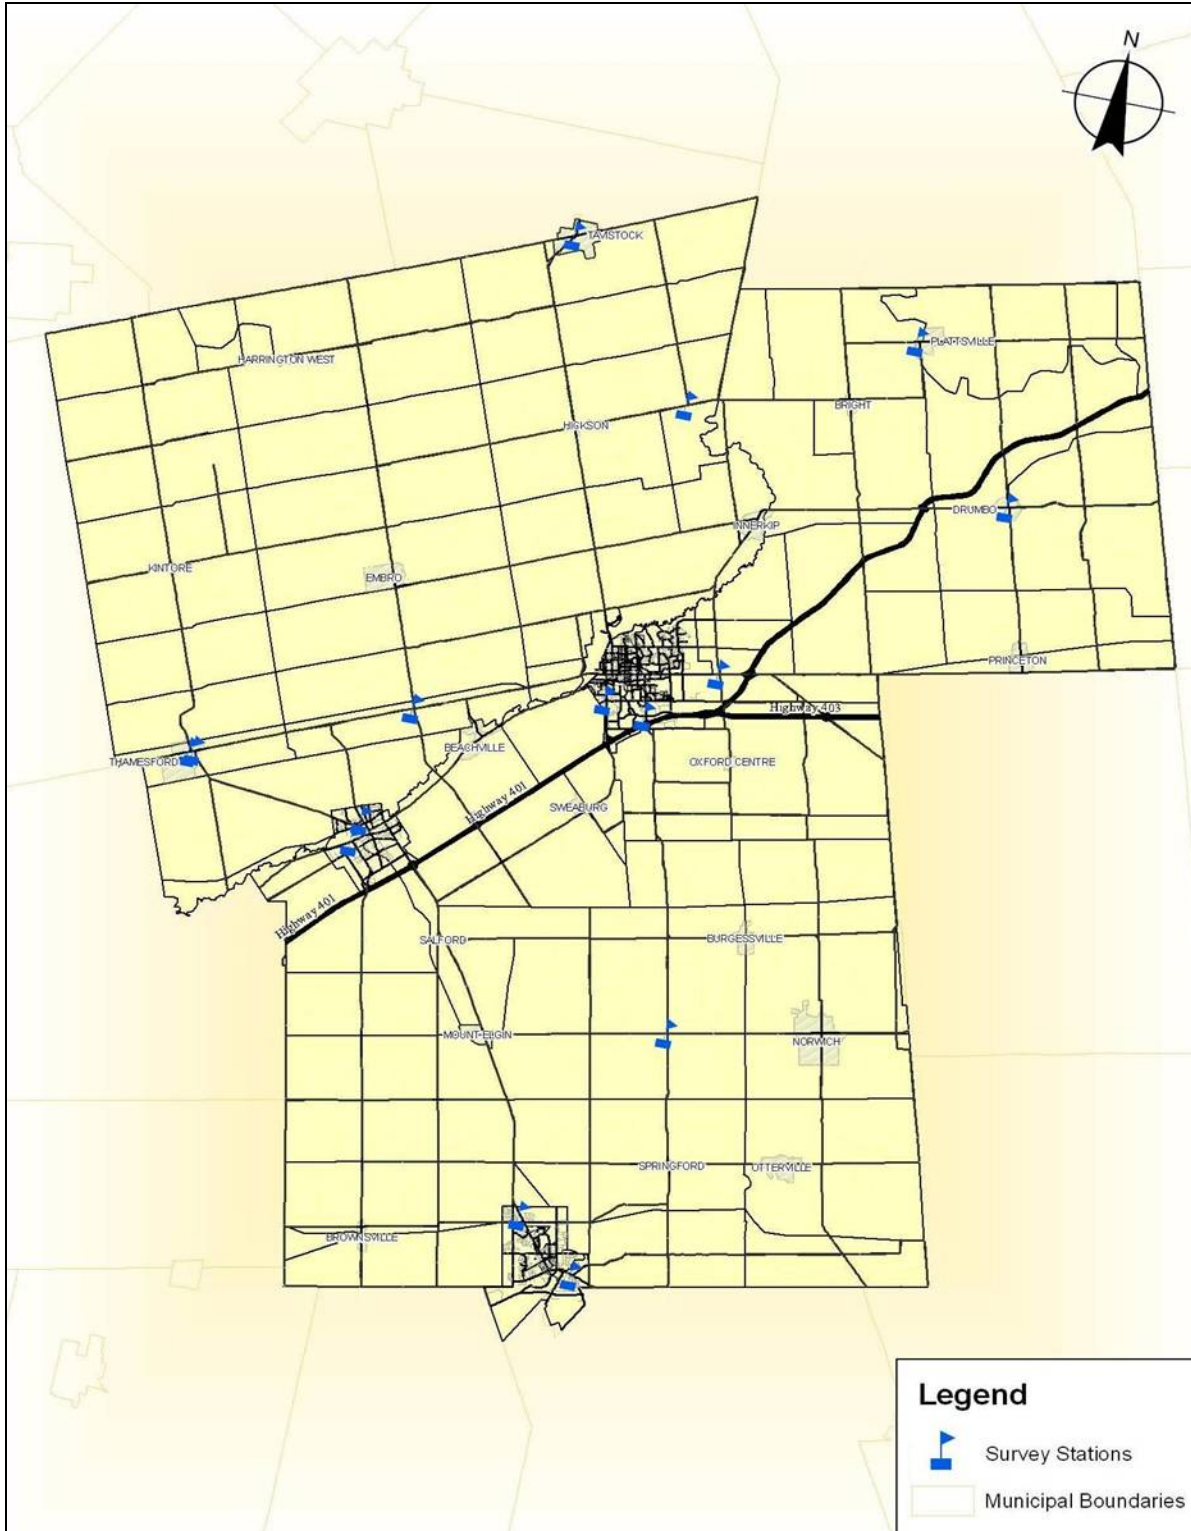 N
TAVISTOCK
PLATTSVILLE
HARRINGTON WEST
BRIGHT
HICKSON
DRUMBO
INNERKIP
KINTORE
EMBRO
PRINCETON
Highway 403
BEACHVILLE
THAMESFORD
OXFORD CENTRE
Highway 401
SWEABURG
Highway 401
SALFORD
BURGESSVILLE
MOUNT ELGIN
NORWICH
SPRINGFORD
OTTERVILLE
BROWNSVILLE
Legend
Survey Stations
Municipal Boundaries